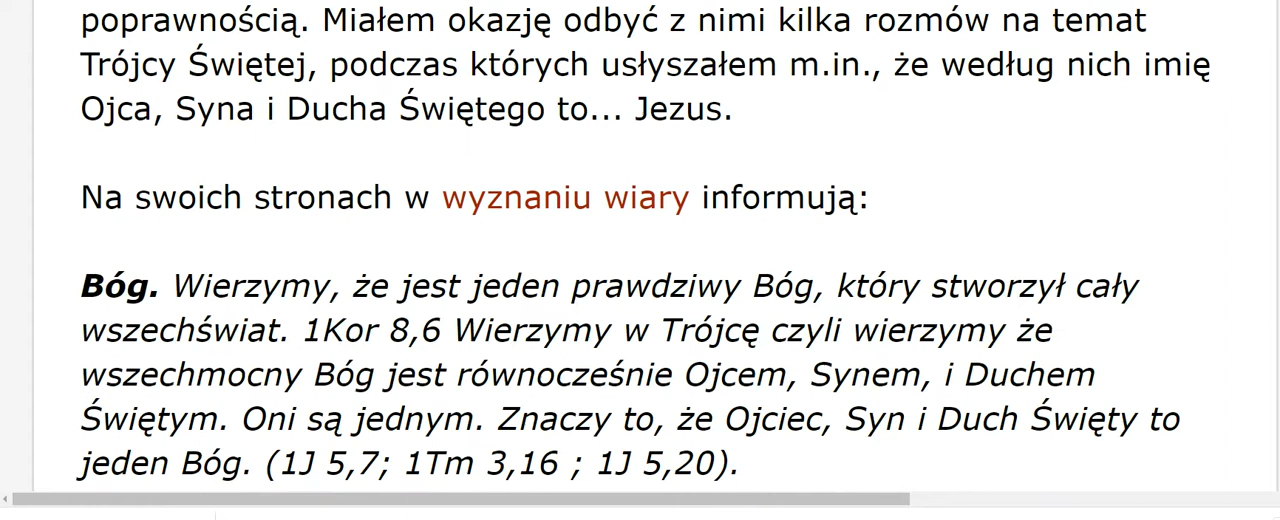 poprawnością. Miałem okazję odbyć z nimi kilka rozmów na temat
Trójcy Świętej, podczas których usłyszałem m.in., że według nich imię
Ojca, Syna i Ducha Świętego to... Jezus.
Na swoich stronach w wyznaniu wiary informują:
Bóg. Wierzymy, że jest jeden prawdziwy Bóg, który stworzył cały
wszechświat. 1Kor 8,6 Wierzymy w Trójcę czyli wierzymy że
wszechmocny Bóg jest równocześnie Ojcem, Synem, i Duchem
Świętym. Oni są jednym. Znaczy to, że Ojciec, Syn i Duch Święty to
jeden Bóg. (1J 5,7; 1Tm 3,16 ; 1J 5,20).